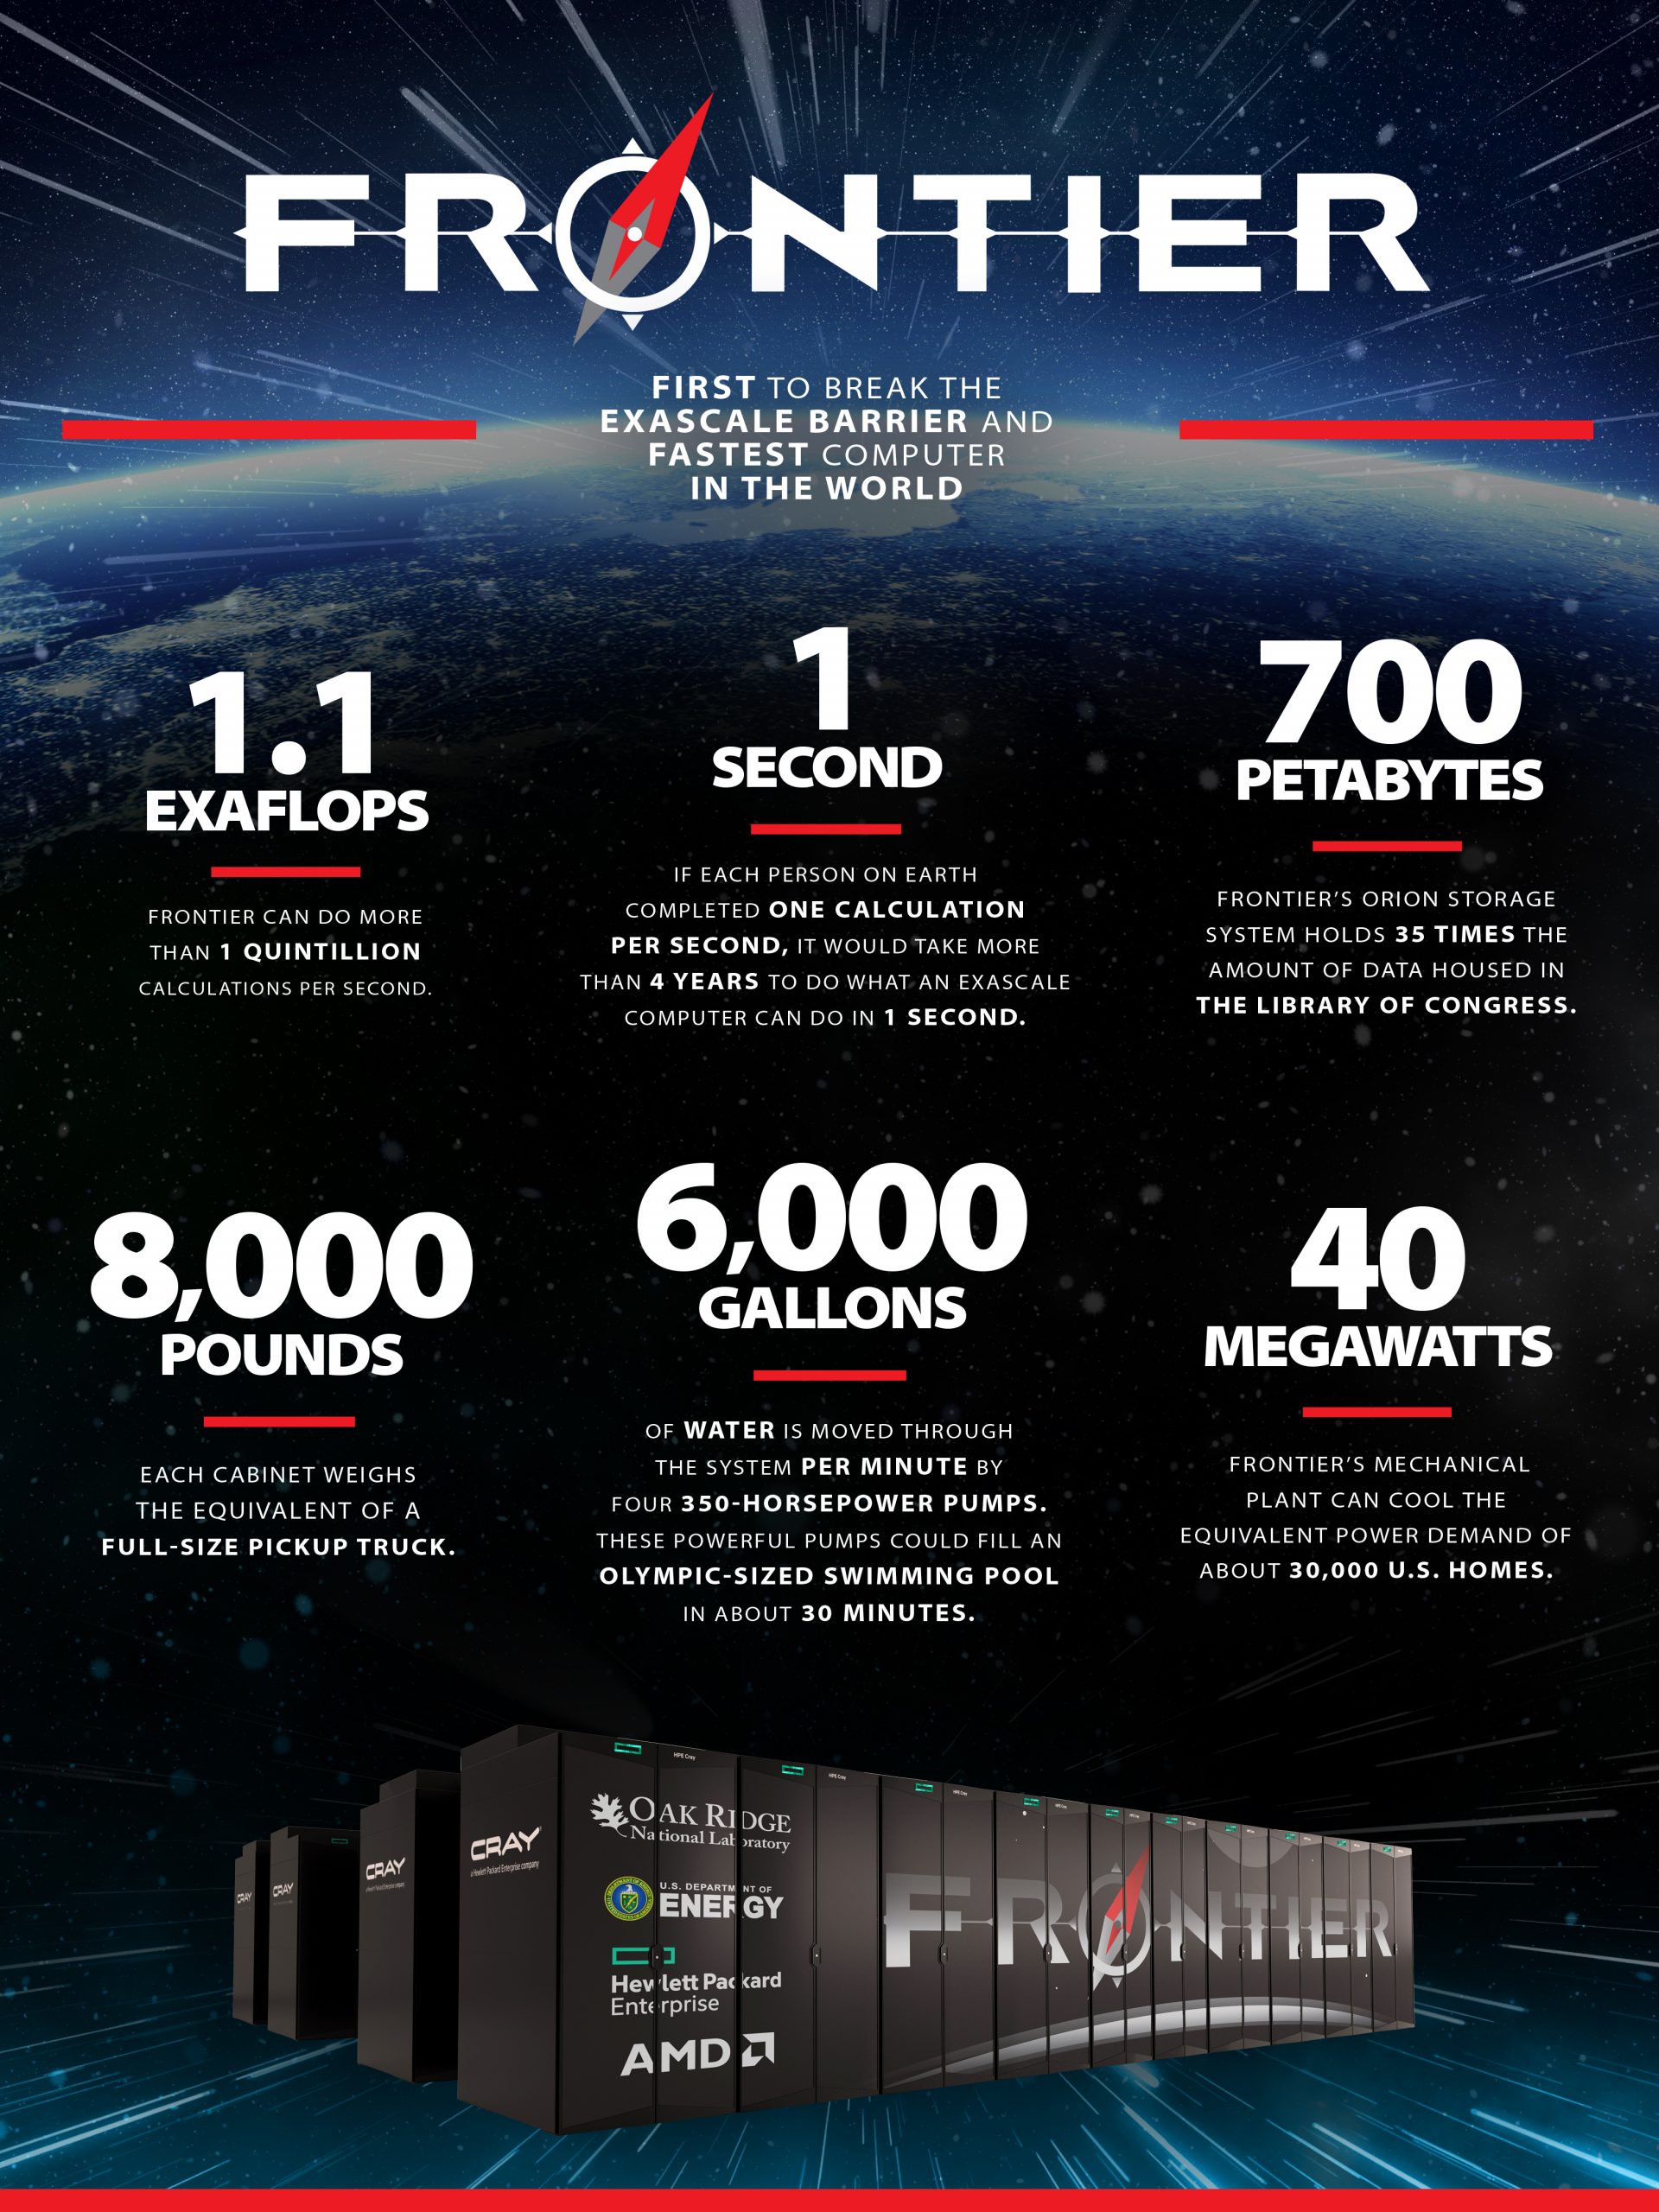 FRONTIER
FIRST TO BREAK THE
EXASCALE BARRIER AND
FASTEST COMPUTER
IN THE WORLD
1.1
EXAFLOPS
FRONTIER CAN DO MORE
THAN 1 QUINTILLION
CALCULATIONS PER SECOND.
1
SECOND
IF EACH PERSON ON EARTH
COMPLETED ONE CALCULATION
PER SECOND, IT WOULD TAKE MORE
THAN 4 YEARS TO DO WHAT AN EXASCALE
COMPUTER CAN DO IN 1 SECOND.
700
PETABYTES
FRONTIER'S ORION STORAGE
SYSTEM HOLDS 35 TIMES THE
AMOUNT OF DATA HOUSED IN
THE LIBRARY OF CONGRESS.
8,000
POUNDS
EACH CABINET WEIGHS
THE EQUIVALENT OF A
FULL-SIZE PICKUP TRUCK.
6,000
GALLONS
OF WATER IS MOVED THROUGH
THE SYSTEM PER MINUTE BY
FOUR 350-HORSEPOWER PUMPS.
THESE POWERFUL PUMPS COULD FILL AN
OLYMPIC-SIZED SWIMMING POOL
IN ABOUT 30 MINUTES.
40
MEGAWATTS
FRONTIER'S MECHANICAL
PLANT CAN COOL THE
EQUIVALENT POWER DEMAND OF
ABOUT 30,000 U.S. HOMES.
CRAY
CRAY
CRAY
CRAY
a Hewlett Packard Enterprise company
HPE Cray
HPE Cray
HPE Cray
OAK RIDGE
National Laboratory
U.S. DEPARTMENT OF
ENERGY
Hewlett Packard
Enterprise
AMD
FRONTIER